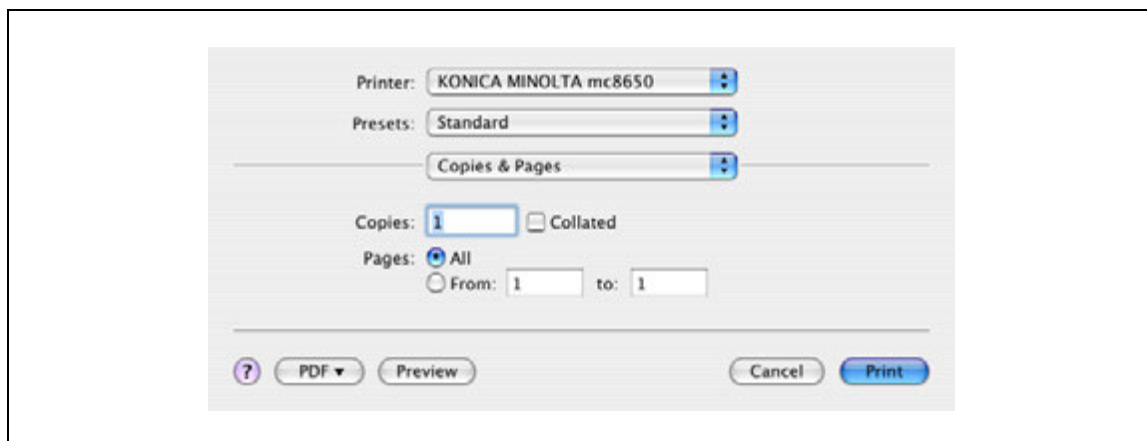 Printer: KONICA MINOLTA mc8650
Presets: Standard
Copies & Pages
Copies: 1 Collated
Pages: All
From: 1 to: 1
? PDF Preview Cancel Print